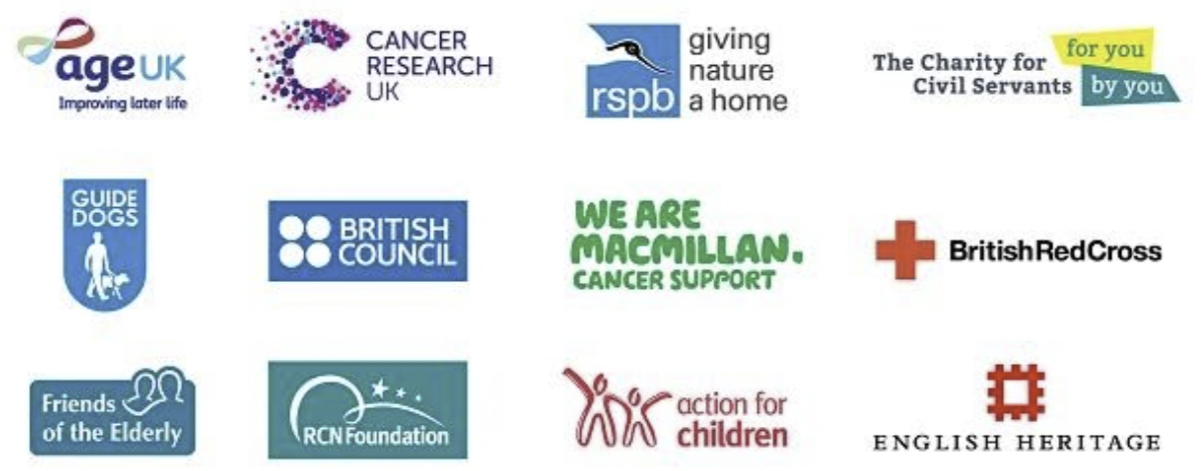 ageUK
Improving later life
CANCER
RESEARCH
UK
rspb
giving
nature
a home
The Charity for
Civil Servants
for you
by you
GUIDE
DOGS
BRITISH
COUNCIL
WE ARE
MACMILLAN.
CANCER SUPPORT
BritishRedCross
Friends
of the Elderly
RCN Foundation
action for
children
ENGLISH HERITAGE